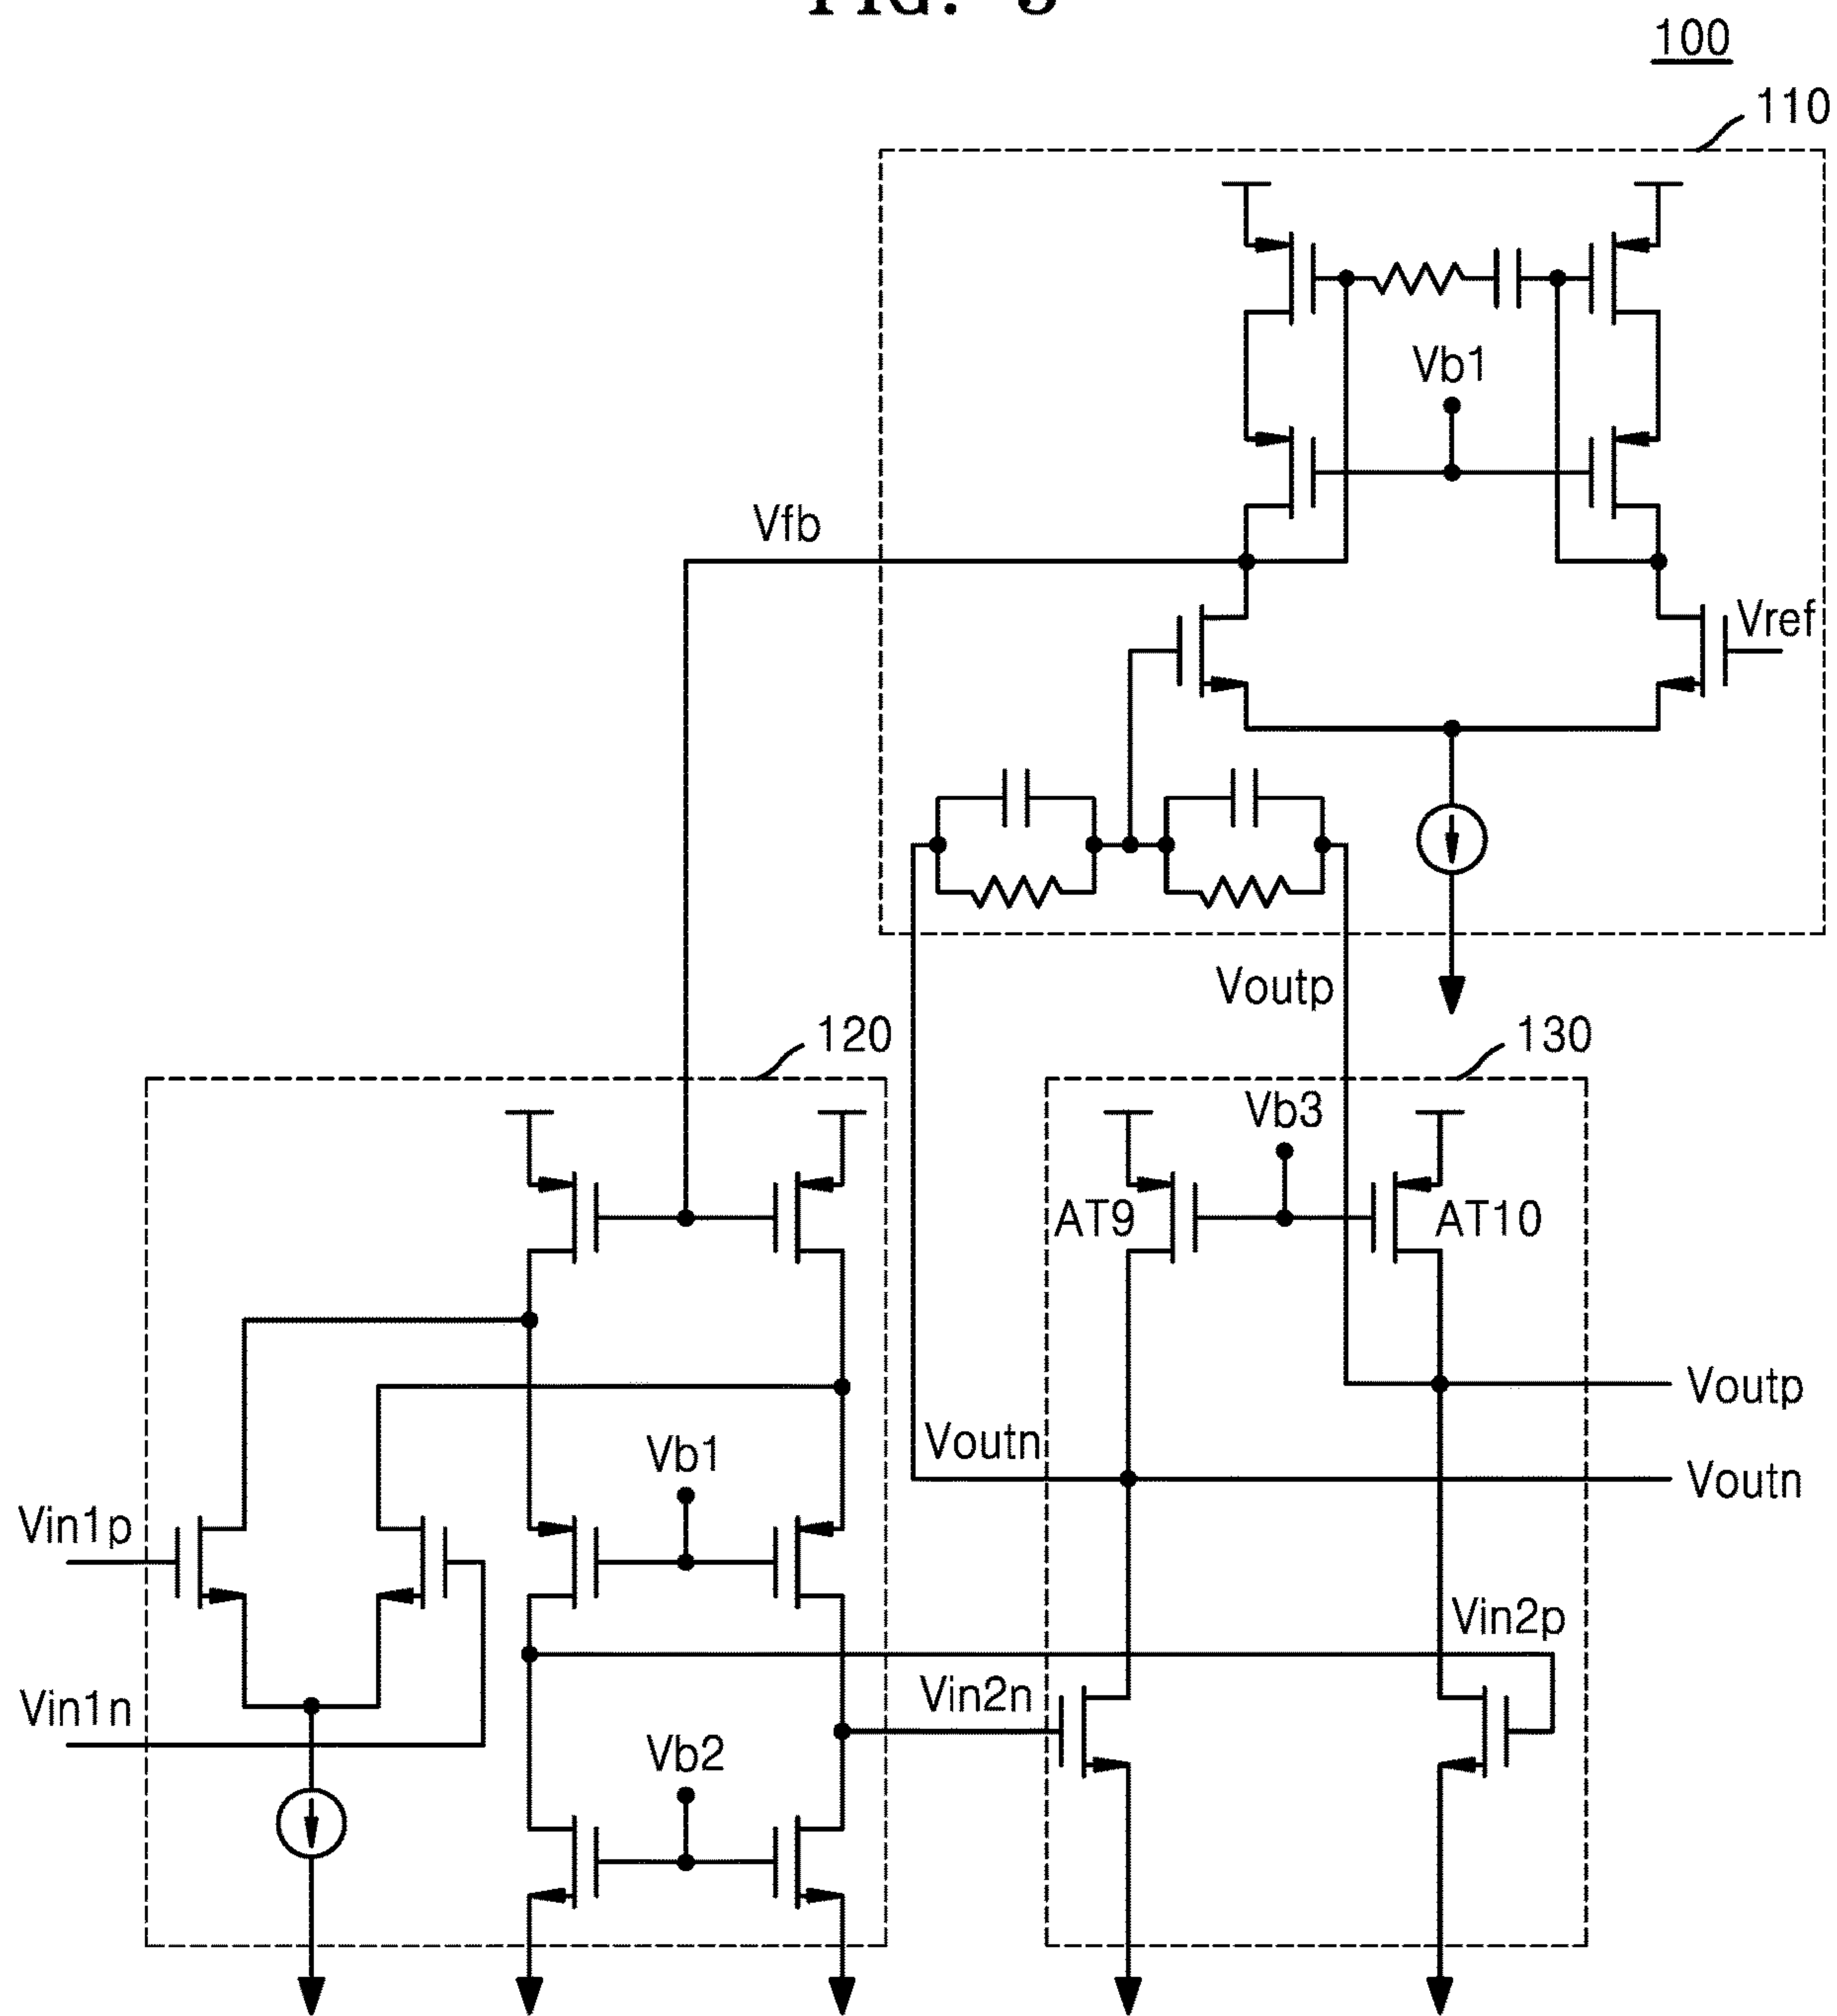 100
110
Vb1
Vfb
Vref
Voutp
120
130
Vb3
AT9
AT10
Voutp
Vb1
Voutn
Voutn
Vin1p
Vin2p
Vin1n
Vin2n
Vb2